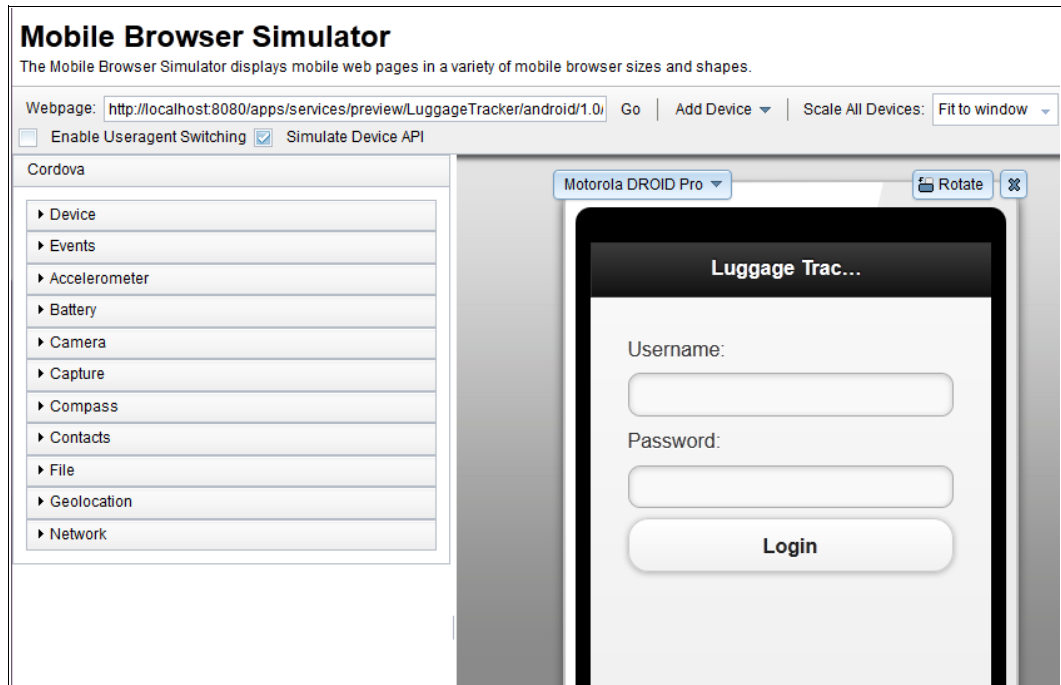 Mobile Browser Simulator
The Mobile Browser Simulator displays mobile web pages in a variety of mobile browser sizes and shapes.
Webpage: http://localhost:8080/apps/services/preview/LuggageTracker/android/1.0/ Go Add Device Scale All Devices: Fit to window
Enable Useragent Switching Simulate Device API
Cordova
Device
Events
Accelerometer
Battery
Camera
Capture
Compass
Contacts
File
Geolocation
Network
Motorola DROID Pro Rotate
Luggage Trac...
Username:
Password:
Login